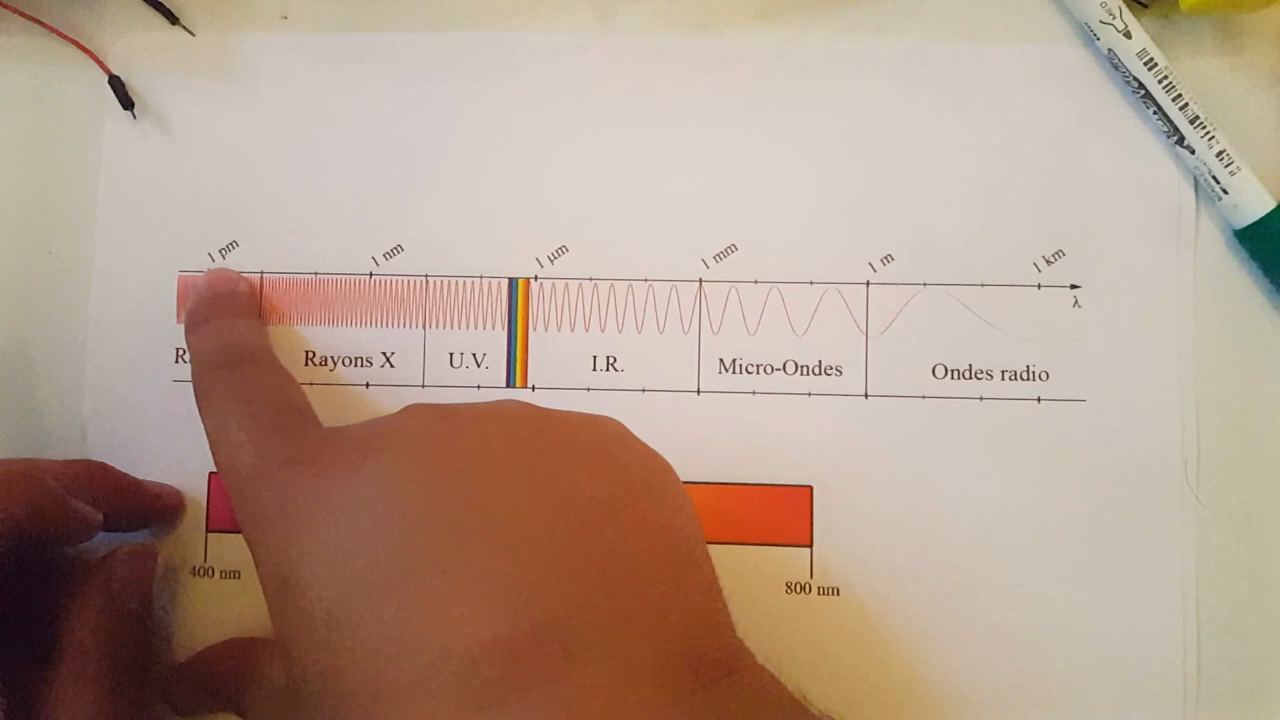 1 pm 1 nm 1 µm 1 mm 1 m 1 km
λ
Rayons X U.V. I.R. Micro-Ondes Ondes radio
400 nm 800 nm